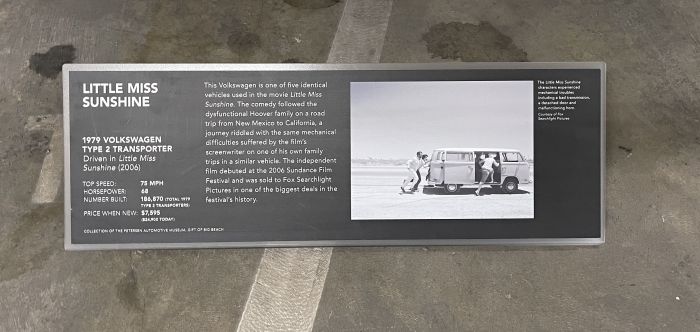 LITTLE MISS
SUNSHINE
1979 VOLKSWAGEN
TYPE 2 TRANSPORTER
Driven in Little Miss
Sunshine (2006)
TOP SPEED: 75 MPH
HORSEPOWER: 68
NUMBER BUILT: 186,870 (TOTAL 1979
TYPE 2 TRANSPORTERS)
PRICE WHEN NEW: $7,595
($24,900 TODAY)
COLLECTION OF THE PETERSEN AUTOMOTIVE MUSEUM, GIFT OF BIG BEACH
This Volkswagen is one of five identical
vehicles used in the movie Little Miss
Sunshine. The comedy followed the
dysfunctional Hoover family on a road
trip from New Mexico to California, a
journey riddled with the same mechanical
difficulties suffered by the film's
screenwriter on one of his own family
trips in a similar vehicle. The independent
film debuted at the 2006 Sundance Film
Festival and was sold to Fox Searchlight
Pictures in one of the biggest deals in the
festival's history.
The Little Miss Sunshine
characters experienced
mechanical troubles
including a bad transmission,
a detached door and
malfunctioning horn.
Courtesy of Fox
Searchlight Pictures